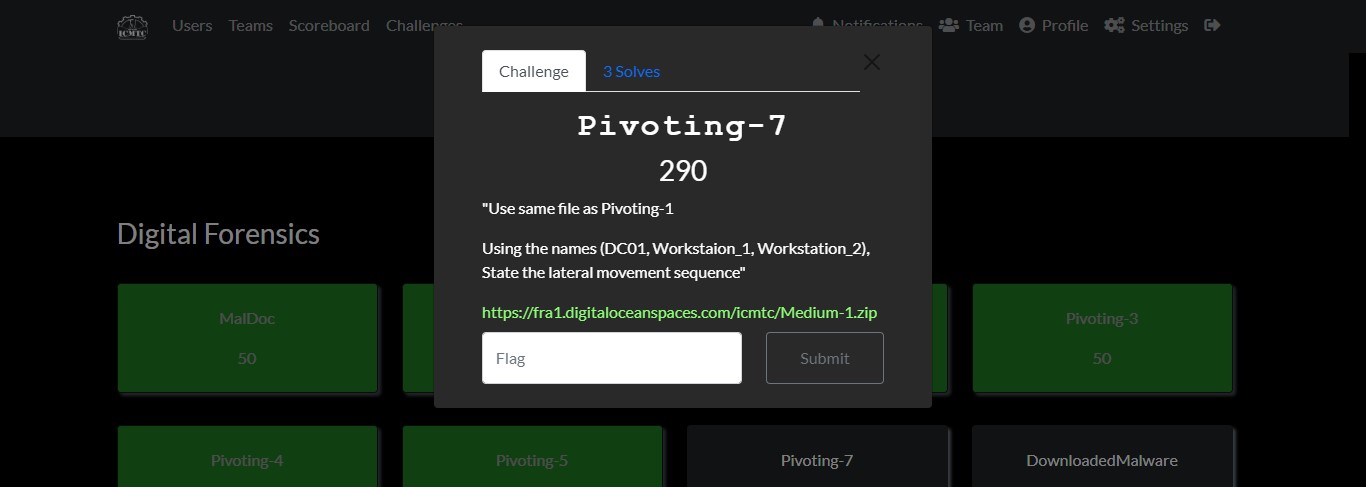 ICMTC Users Teams Scoreboard Challenges Notifications Team Profile Settings
Challenge 3 Solves
Pivoting-7
290
"Use same file as Pivoting-1
Using the names (DC01, Workstaion_1, Workstation_2),
State the lateral movement sequence"
https://fra1.digitaloceanspaces.com/icmtc/Medium-1.zip
Flag Submit
Digital Forensics
MalDoc Pivoting-3
50 50
Pivoting-4 Pivoting-5 Pivoting-7 DownloadedMalware